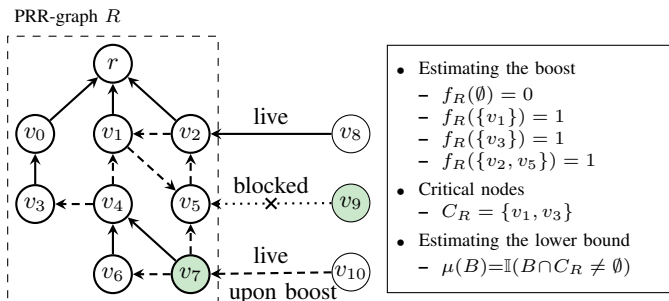 PRR-graph R
r
v₀ v₁ v₂ live v₈
blocked
v₃ v₄ v₅ v₉
live
v₆ v₇ v₁₀
upon boost
• Estimating the boost
– f_R(∅) = 0
– f_R({v₁}) = 1
– f_R({v₃}) = 1
– f_R({v₂, v₅}) = 1
• Critical nodes
– C_R = {v₁, v₃}
• Estimating the lower bound
– μ(B)=𝕀(B∩C_R ≠ ∅)